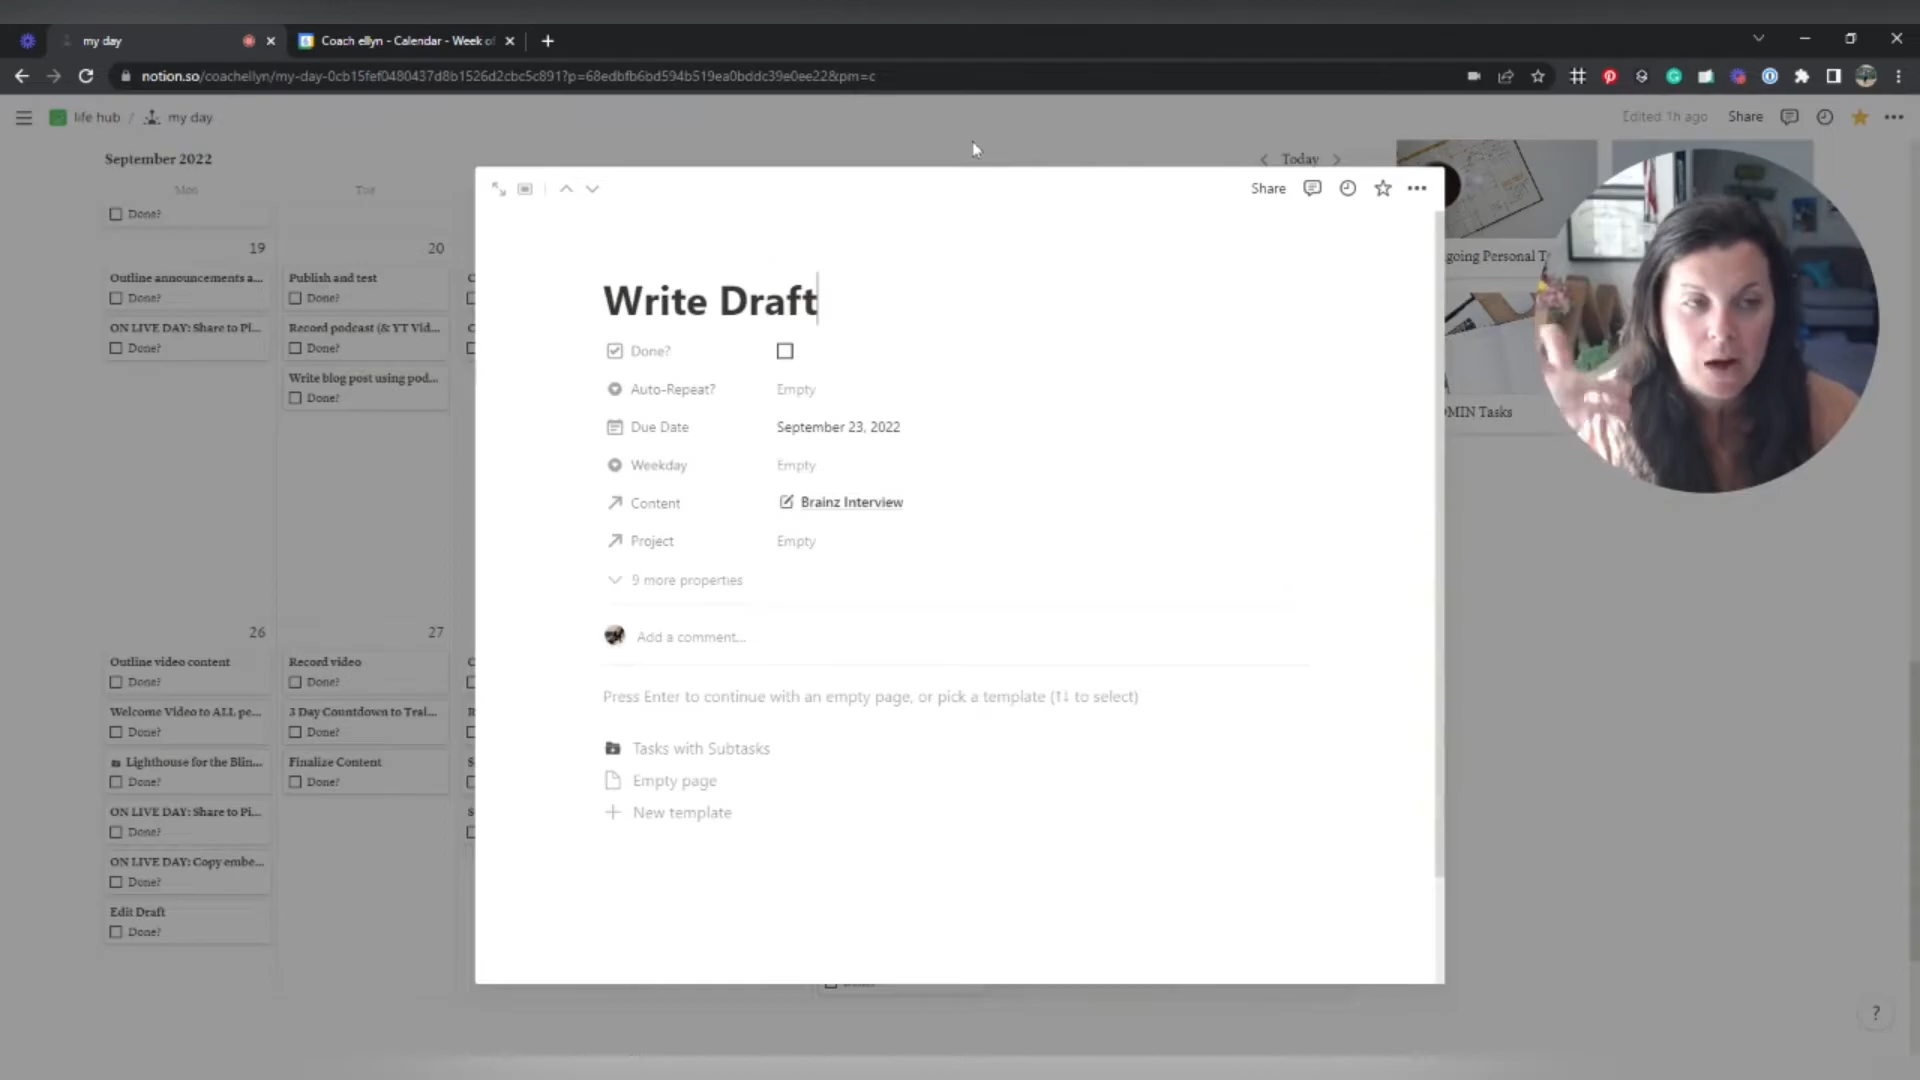 my day
Coach ellyn - Calendar - Week of
notion.so/coachellyn/my-day-0cb15fef0480437d8b1526d2cbc5c891?p=68edbfb6bd594b519ea0bddc39e0ee22&pm=c
life hub / my day
Edited 1h ago
Share
September 2022
Today
Mon
Tue
Done?
19
20
Outline announcements a...
Done?
Publish and test
Done?
ON LIVE DAY: Share to Pi...
Done?
Record podcast (& YT Vid...
Done?
Write blog post using pod...
Done?
26
27
Outline video content
Done?
Record video
Done?
Welcome Video to ALL pe...
Done?
3 Day Countdown to Trai...
Done?
Lighthouse for the Blin...
Done?
Finalize Content
Done?
ON LIVE DAY: Share to Pi...
Done?
ON LIVE DAY: Copy embe...
Done?
Edit Draft
Done?
Share
Write Draft
Done?
Auto-Repeat? Empty
Due Date September 23, 2022
Weekday Empty
Content Brainz Interview
Project Empty
9 more properties
Add a comment...
Press Enter to continue with an empty page, or pick a template (↑↓ to select)
Tasks with Subtasks
Empty page
New template
going Personal T
MIN Tasks
?